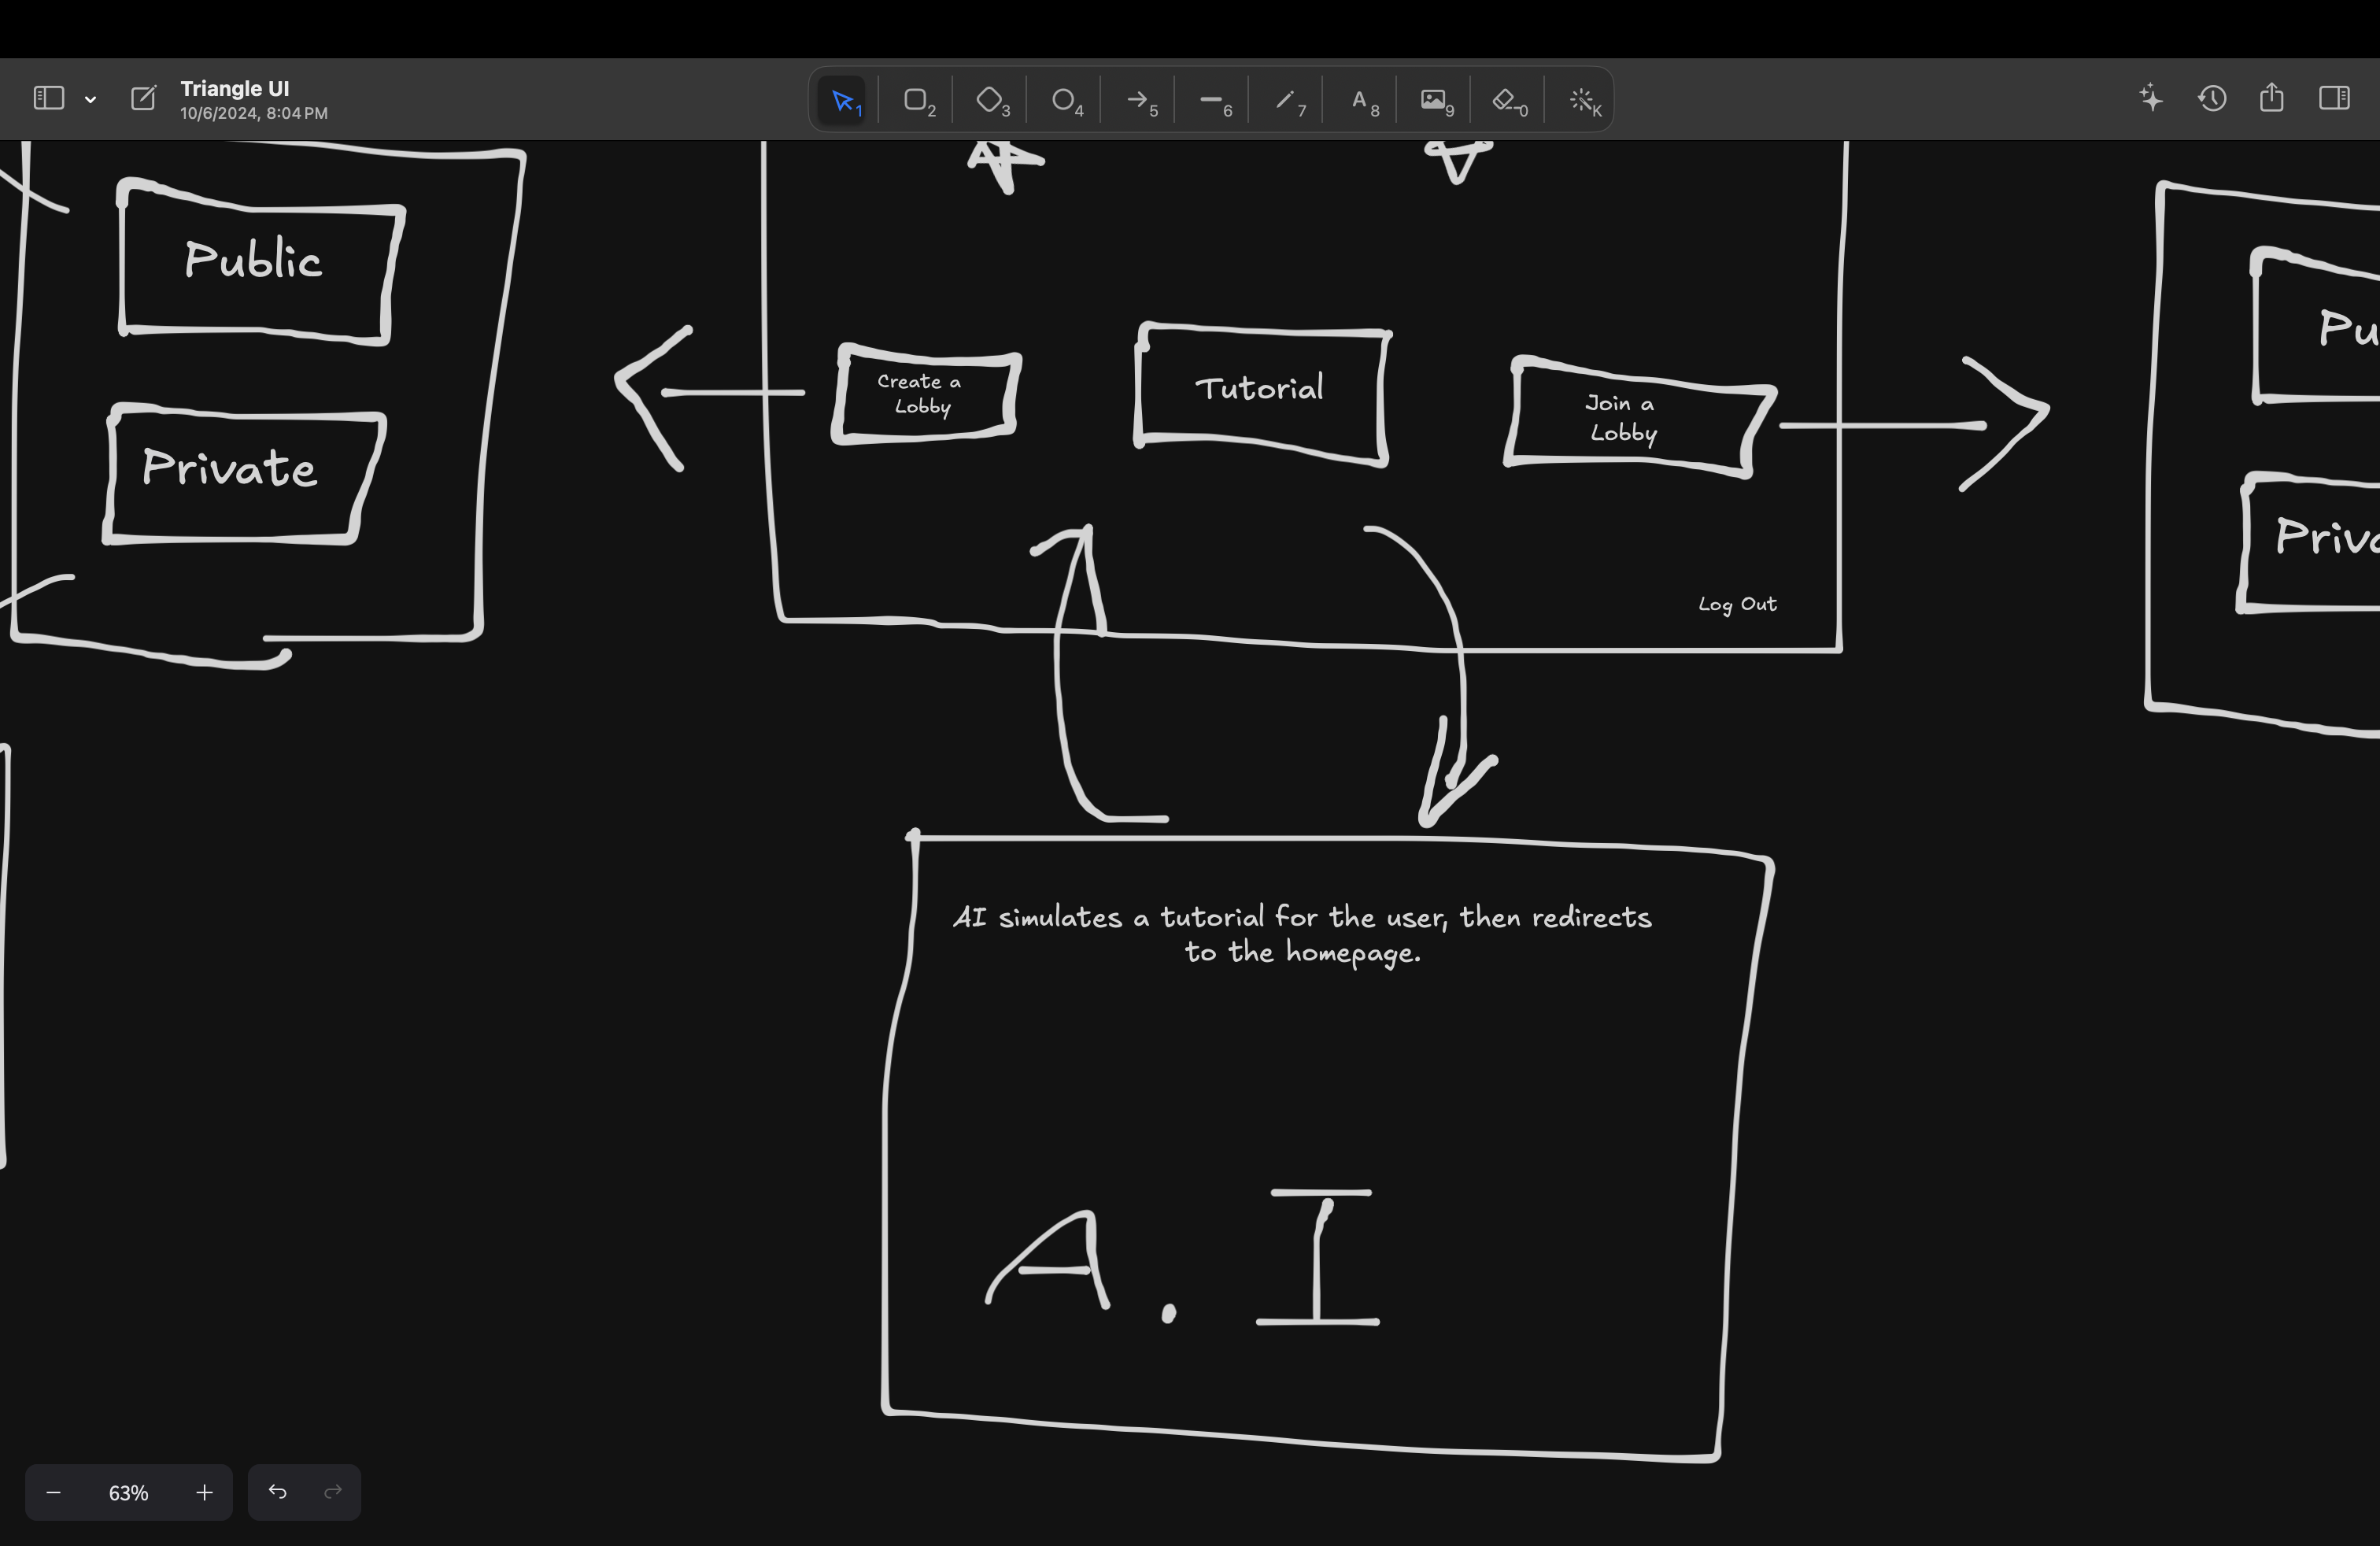 Triangle UI
10/6/2024, 8:04 PM
1
2
3
4
5
6
7
A 8
9
0
K
Public
Private
Create a
Lobby
Tutorial
Join a
Lobby
Log Out
Pu
Priva
AI simulates a tutorial for the user, then redirects
to the homepage.
A . I
63%